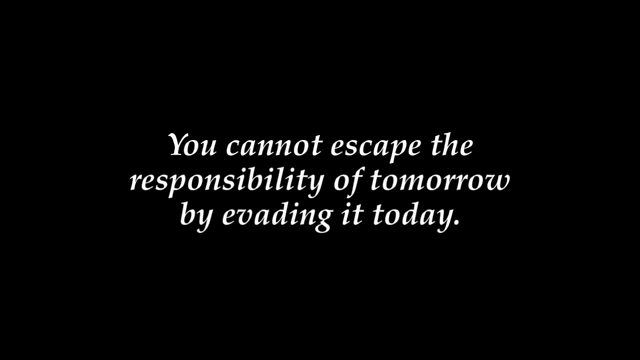 You cannot escape the
responsibility of tomorrow
by evading it today.